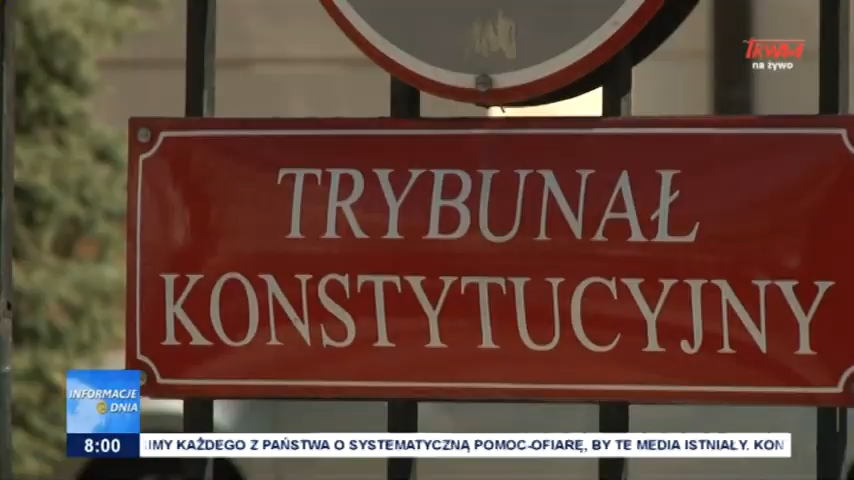 TRWAM
na żywo
TRYBUNAŁ
KONSTYTUCYJNY
INFORMACJE
DNIA
8:00
SIMY KAŻDEGO Z PAŃSTWA O SYSTEMATYCZNĄ POMOC-OFIARĘ, BY TE MEDIA ISTNIAŁY. KON